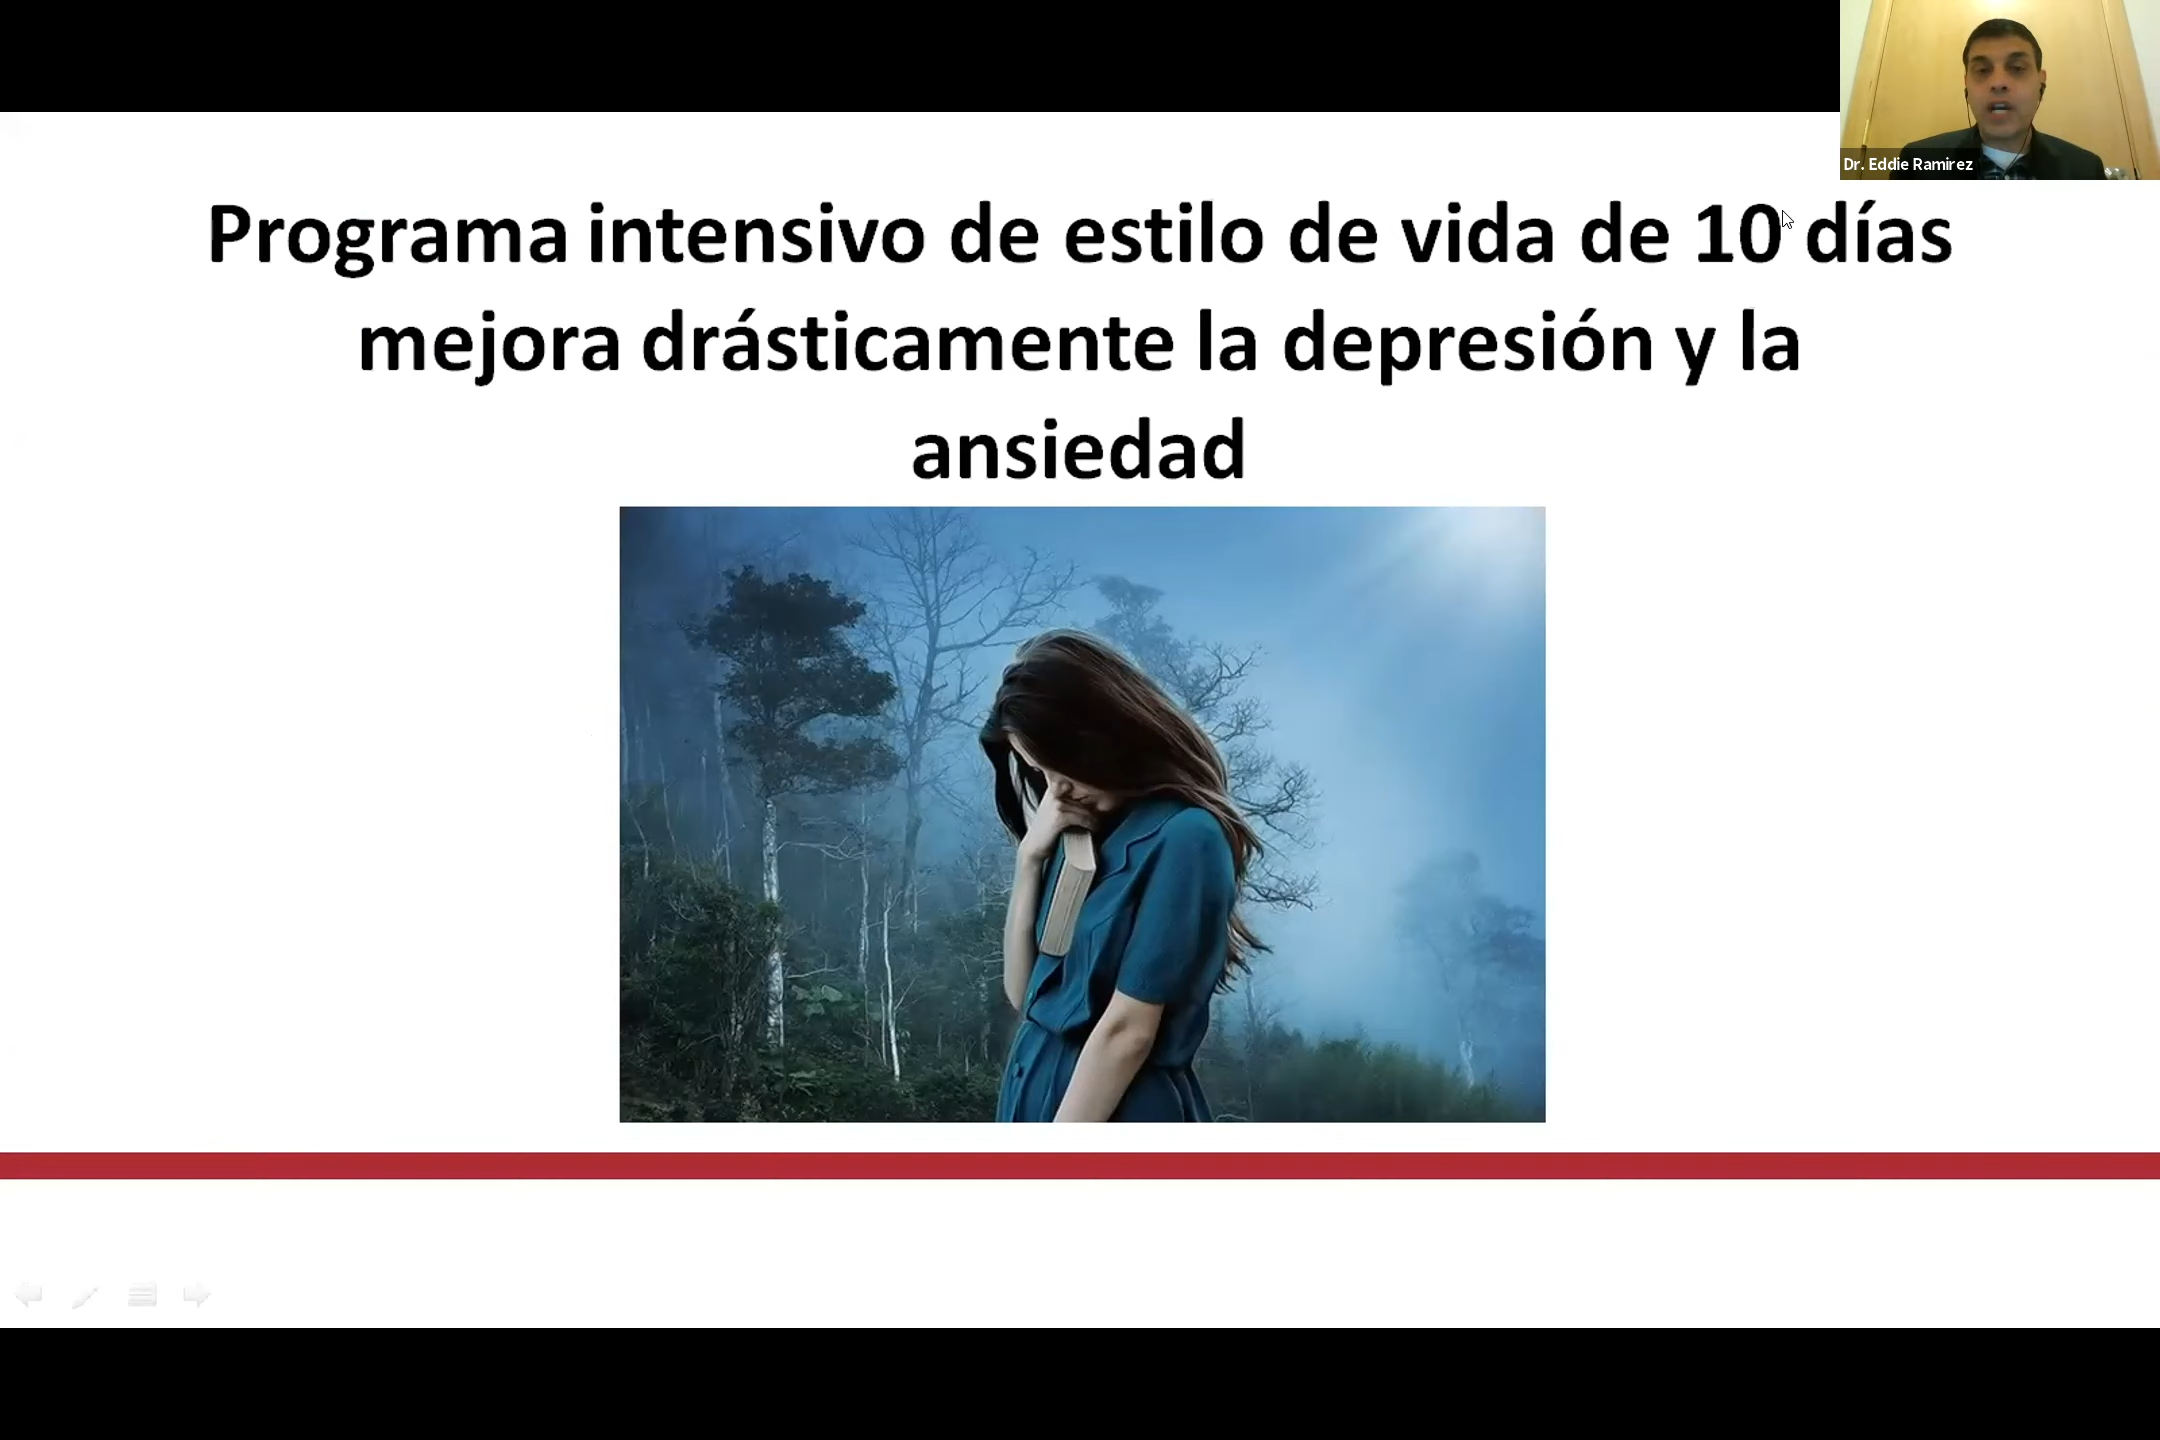 Dr. Eddie Ramirez
Programa intensivo de estilo de vida de 10 días
mejora drásticamente la depresión y la
ansiedad